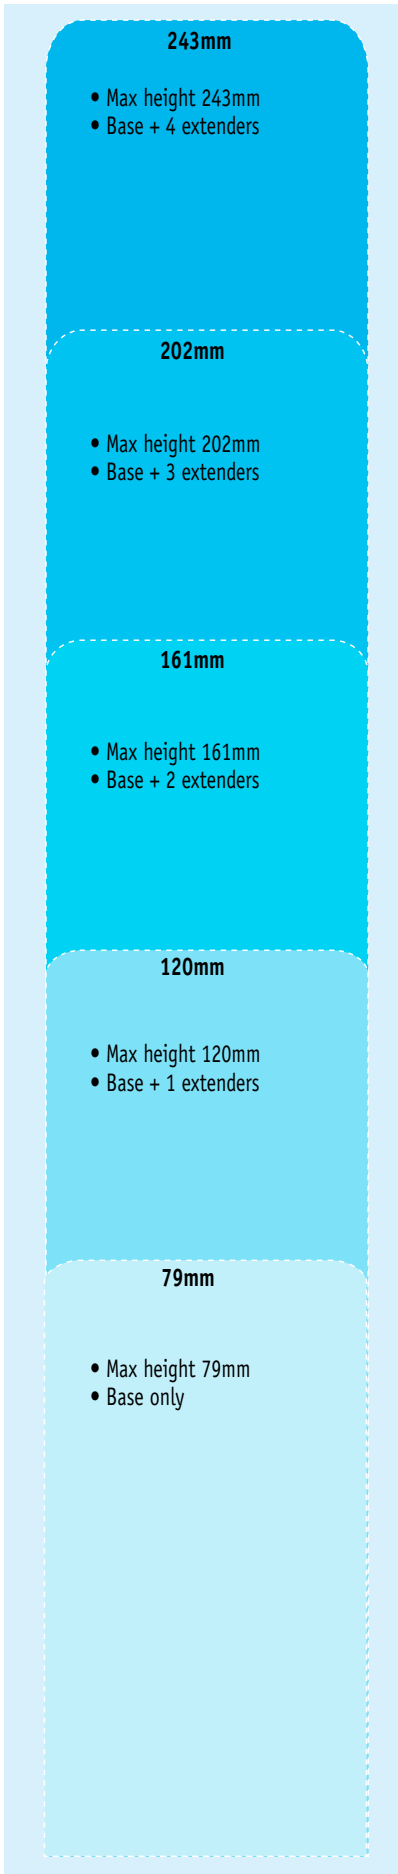 243mm
• Max height 243mm
• Base + 4 extenders
202mm
• Max height 202mm
• Base + 3 extenders
161mm
• Max height 161mm
• Base + 2 extenders
120mm
• Max height 120mm
• Base + 1 extenders
79mm
• Max height 79mm
• Base only